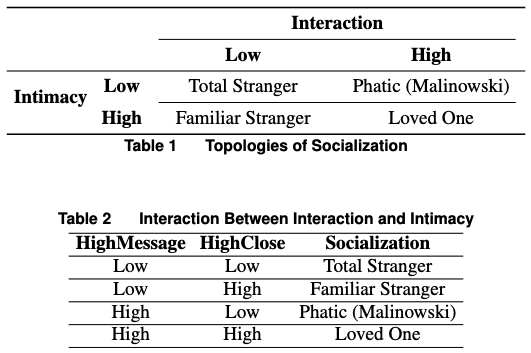 Interaction
Low High
Intimacy Low Total Stranger Phatic (Malinowski)
High Familiar Stranger Loved One
Table 1 Topologies of Socialization
Table 2 Interaction Between Interaction and Intimacy
HighMessage HighClose Socialization
Low Low Total Stranger
Low High Familiar Stranger
High Low Phatic (Malinowski)
High High Loved One